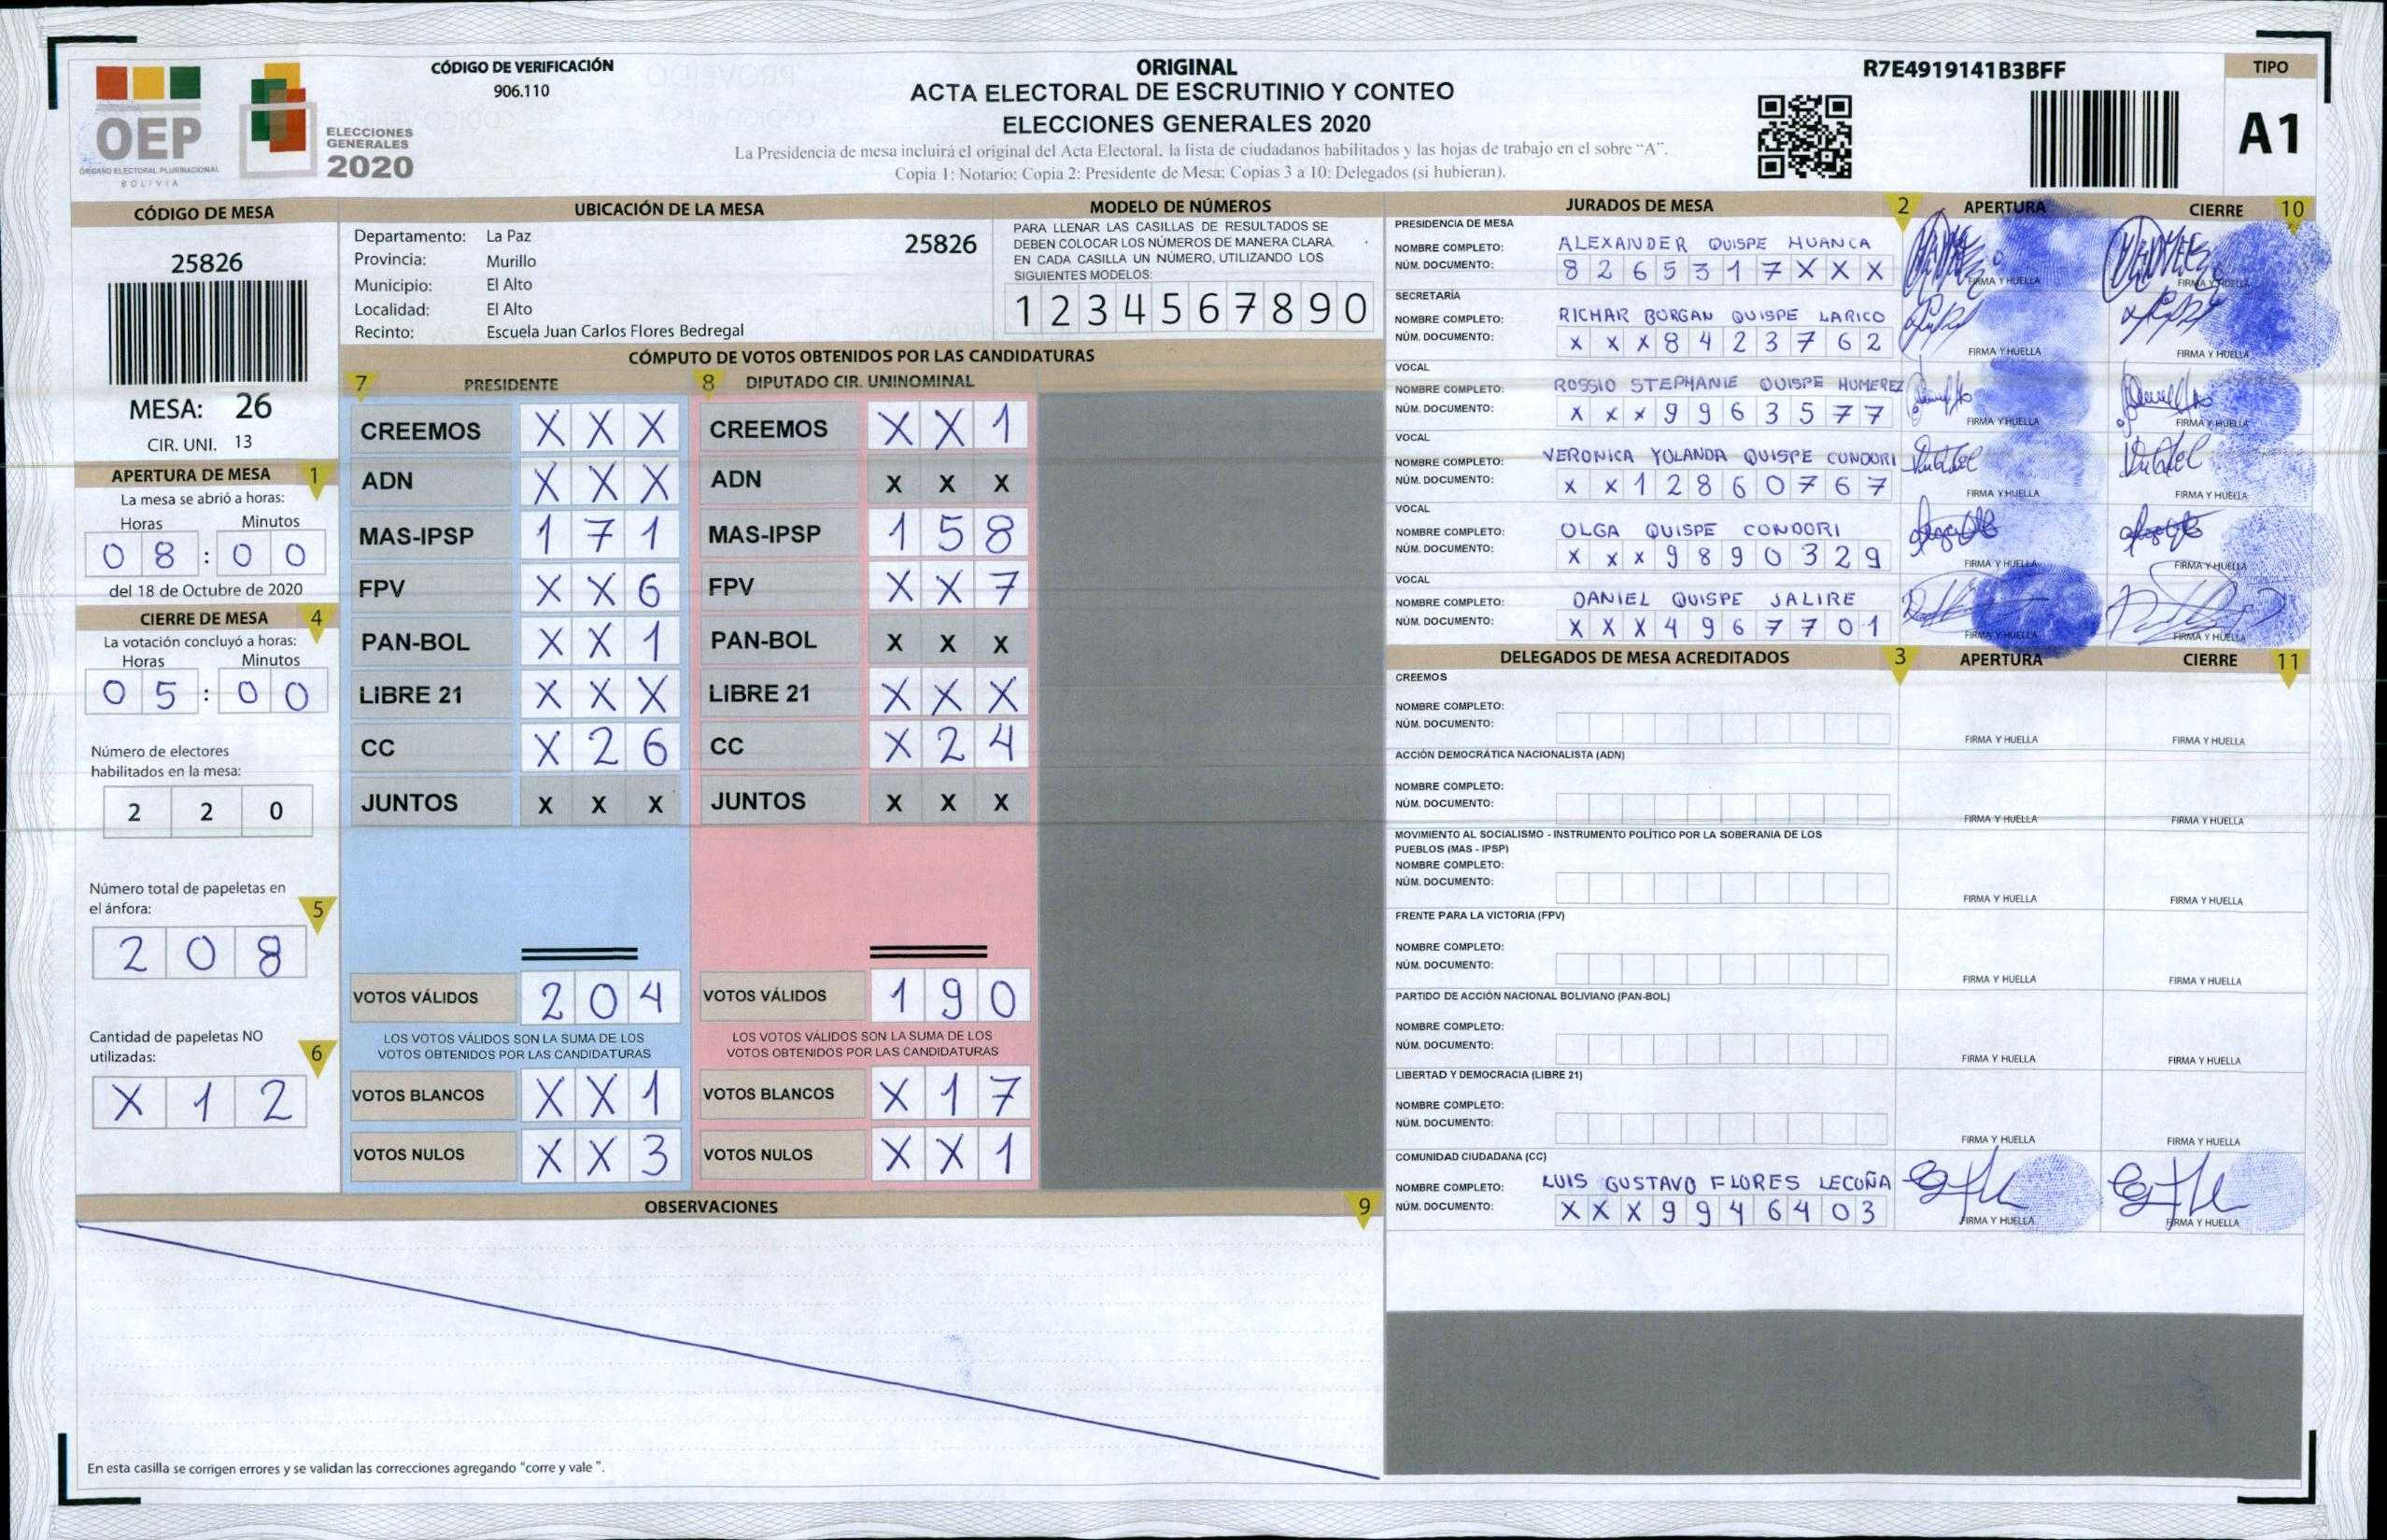 OEP
ÓRGANO ELECTORAL PLURINACIONAL
BOLIVIA
ELECCIONES
GENERALES
2020
CÓDIGO DE VERIFICACIÓN
906.110
ORIGINAL
ACTA ELECTORAL DE ESCRUTINIO Y CONTEO
ELECCIONES GENERALES 2020
La Presidencia de mesa incluirá el original del Acta Electoral, la lista de ciudadanos habilitados y las hojas de trabajo en el sobre "A".
Copia 1: Notario; Copia 2: Presidente de Mesa; Copias 3 a 10: Delegados (si hubieran).
R7E4919141B3BFF
TIPO
A1
CÓDIGO DE MESA
25826
MESA: 26
CIR. UNI. 13
APERTURA DE MESA 1
La mesa se abrió a horas:
Horas Minutos
0 8 : 0 0
del 18 de Octubre de 2020
CIERRE DE MESA 4
La votación concluyó a horas:
Horas Minutos
0 5 : 0 0
Número de electores
habilitados en la mesa:
2 2 0
Número total de papeletas en
el ánfora: 5
2 0 8
Cantidad de papeletas NO
utilizadas: 6
X 1 2
UBICACIÓN DE LA MESA
Departamento: La Paz 25826
Provincia: Murillo
Municipio: El Alto
Localidad: El Alto
Recinto: Escuela Juan Carlos Flores Bedregal
MODELO DE NÚMEROS
PARA LLENAR LAS CASILLAS DE RESULTADOS SE
DEBEN COLOCAR LOS NÚMEROS DE MANERA CLARA.
EN CADA CASILLA UN NÚMERO, UTILIZANDO LOS
SIGUIENTES MODELOS:
1 2 3 4 5 6 7 8 9 0
CÓMPUTO DE VOTOS OBTENIDOS POR LAS CANDIDATURAS
7 PRESIDENTE 8 DIPUTADO CIR. UNINOMINAL
CREEMOS X X X CREEMOS X X 1
ADN X X X ADN X X X
MAS-IPSP 1 7 1 MAS-IPSP 1 5 8
FPV X X 6 FPV X X 7
PAN-BOL X X 1 PAN-BOL X X X
LIBRE 21 X X X LIBRE 21 X X X
CC X 2 6 CC X 2 4
JUNTOS X X X JUNTOS X X X
VOTOS VÁLIDOS 2 0 4 VOTOS VÁLIDOS 1 9 0
LOS VOTOS VÁLIDOS SON LA SUMA DE LOS LOS VOTOS VÁLIDOS SON LA SUMA DE LOS
VOTOS OBTENIDOS POR LAS CANDIDATURAS VOTOS OBTENIDOS POR LAS CANDIDATURAS
VOTOS BLANCOS X X 1 VOTOS BLANCOS X 1 7
VOTOS NULOS X X 3 VOTOS NULOS X X 1
OBSERVACIONES 9
En esta casilla se corrigen errores y se validan las correcciones agregando "corre y vale ".
JURADOS DE MESA 2 APERTURA CIERRE 10
PRESIDENCIA DE MESA
NOMBRE COMPLETO: ALEXANDER QUISPE HUANCA
NÚM. DOCUMENTO: 8 2 6 5 3 1 7 X X X
FIRMA Y HUELLA FIRMA Y HUELLA
SECRETARÍA
NOMBRE COMPLETO: RICHAR BORGAN QUISPE LARICO
NÚM. DOCUMENTO: X X X 8 4 2 3 7 6 2
FIRMA Y HUELLA FIRMA Y HUELLA
VOCAL
NOMBRE COMPLETO: ROSSIO STEPHANIE QUISPE HUMEREZ
NÚM. DOCUMENTO: X X X 9 9 6 3 5 7 7
FIRMA Y HUELLA FIRMA Y HUELLA
VOCAL
NOMBRE COMPLETO: VERONICA YOLANDA QUISPE CONDORI
NÚM. DOCUMENTO: X X 1 2 8 6 0 7 6 7
FIRMA Y HUELLA FIRMA Y HUELLA
VOCAL
NOMBRE COMPLETO: OLGA QUISPE CONDORI
NÚM. DOCUMENTO: X X X 9 8 9 0 3 2 9
FIRMA Y HUELLA FIRMA Y HUELLA
VOCAL
NOMBRE COMPLETO: DANIEL QUISPE JALIRE
NÚM. DOCUMENTO: X X X 4 9 6 7 7 0 1
FIRMA Y HUELLA FIRMA Y HUELLA
DELEGADOS DE MESA ACREDITADOS 3 APERTURA CIERRE 11
CREEMOS
NOMBRE COMPLETO:
NÚM. DOCUMENTO:
FIRMA Y HUELLA FIRMA Y HUELLA
ACCIÓN DEMOCRÁTICA NACIONALISTA (ADN)
NOMBRE COMPLETO:
NÚM. DOCUMENTO:
FIRMA Y HUELLA FIRMA Y HUELLA
MOVIMIENTO AL SOCIALISMO - INSTRUMENTO POLÍTICO POR LA SOBERANIA DE LOS
PUEBLOS (MAS - IPSP)
NOMBRE COMPLETO:
NÚM. DOCUMENTO:
FIRMA Y HUELLA FIRMA Y HUELLA
FRENTE PARA LA VICTORIA (FPV)
NOMBRE COMPLETO:
NÚM. DOCUMENTO:
FIRMA Y HUELLA FIRMA Y HUELLA
PARTIDO DE ACCIÓN NACIONAL BOLIVIANO (PAN-BOL)
NOMBRE COMPLETO:
NÚM. DOCUMENTO:
FIRMA Y HUELLA FIRMA Y HUELLA
LIBERTAD Y DEMOCRACIA (LIBRE 21)
NOMBRE COMPLETO:
NÚM. DOCUMENTO:
FIRMA Y HUELLA FIRMA Y HUELLA
COMUNIDAD CIUDADANA (CC)
NOMBRE COMPLETO: LUIS GUSTAVO FLORES LECOÑA
NÚM. DOCUMENTO: X X X 9 9 4 6 4 0 3
FIRMA Y HUELLA FIRMA Y HUELLA